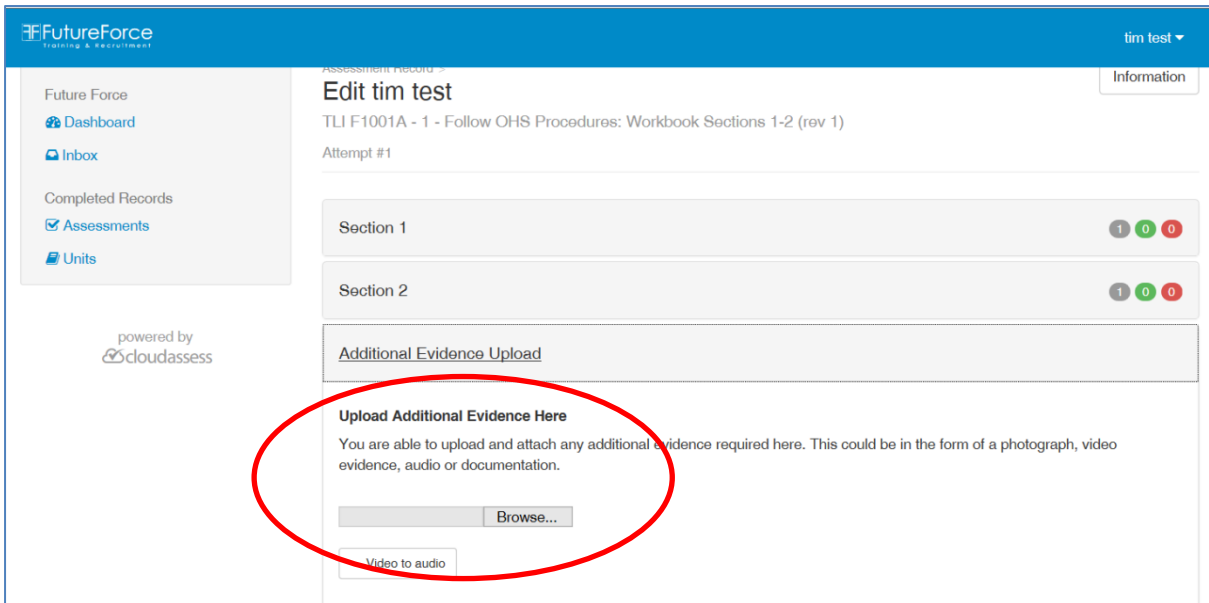 FF FutureForce
Training & Recruitment
tim test
Future Force
Dashboard
Inbox
Completed Records
Assessments
Units
powered by
cloudassess
Assessment Record >
Information
Edit tim test
TLI F1001A - 1 - Follow OHS Procedures: Workbook Sections 1-2 (rev 1)
Attempt #1
Section 1
1 0 0
Section 2
1 0 0
Additional Evidence Upload
Upload Additional Evidence Here
You are able to upload and attach any additional evidence required here. This could be in the form of a photograph, video
evidence, audio or documentation.
Browse...
Video to audio